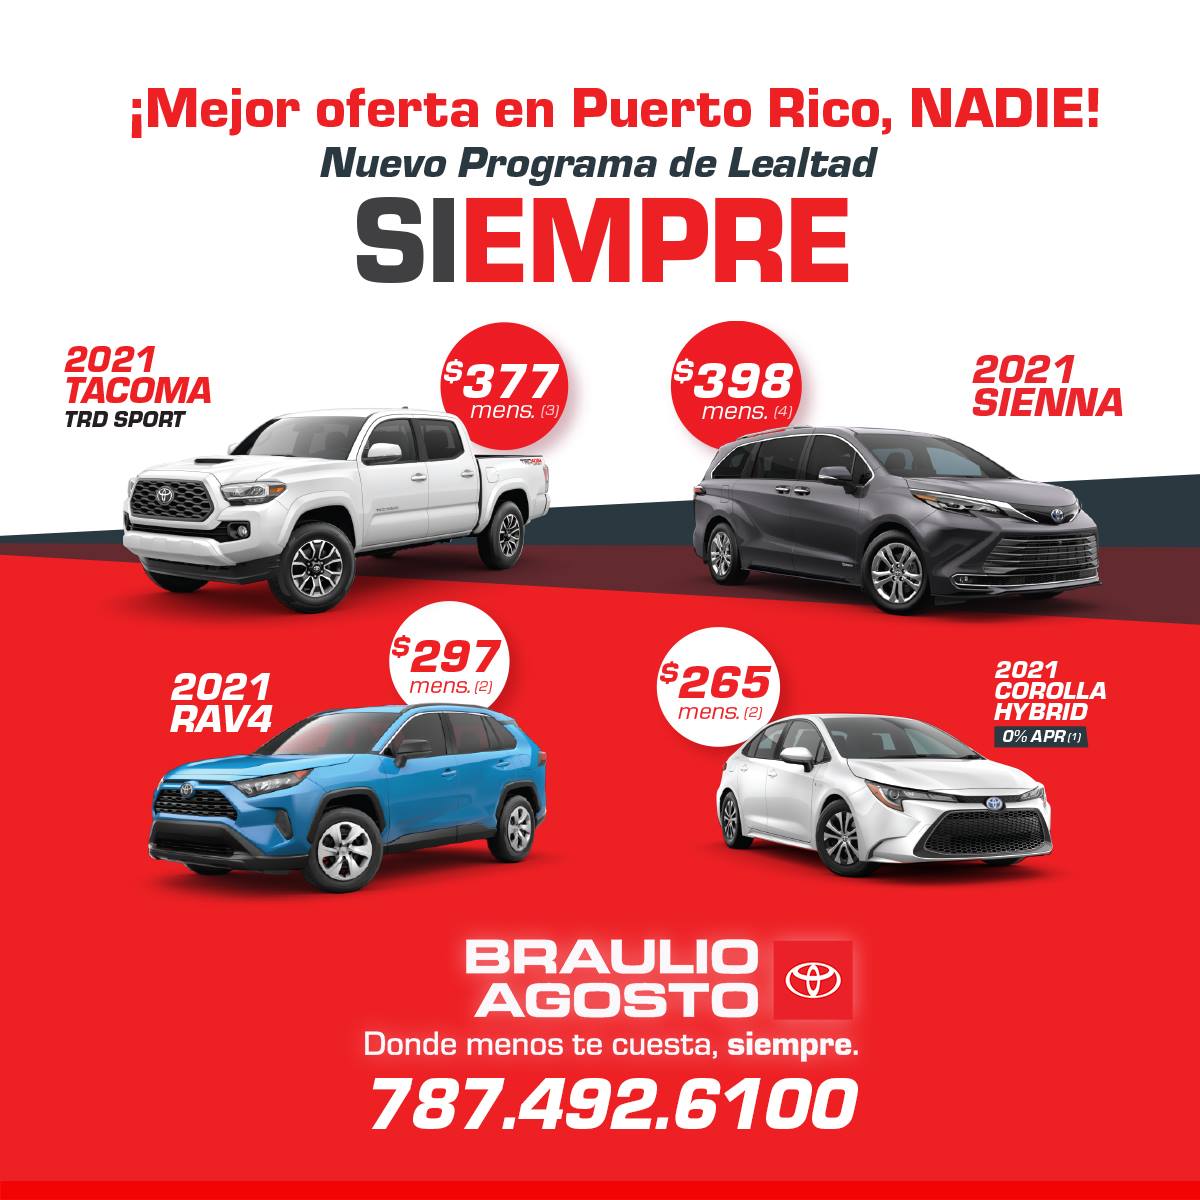 ¡Mejor oferta en Puerto Rico, NADIE!
Nuevo Programa de Lealtad
SIEMPRE
2021
TACOMA
TRD SPORT
$377
mens. (3)
$398
mens. (4)
2021
SIENNA
2021
RAV4
$297
mens. (2)
$265
mens. (2)
2021
COROLLA
HYBRID
0% APR (1)
BRAULIO
AGOSTO
Donde menos te cuesta, siempre.
787.492.6100